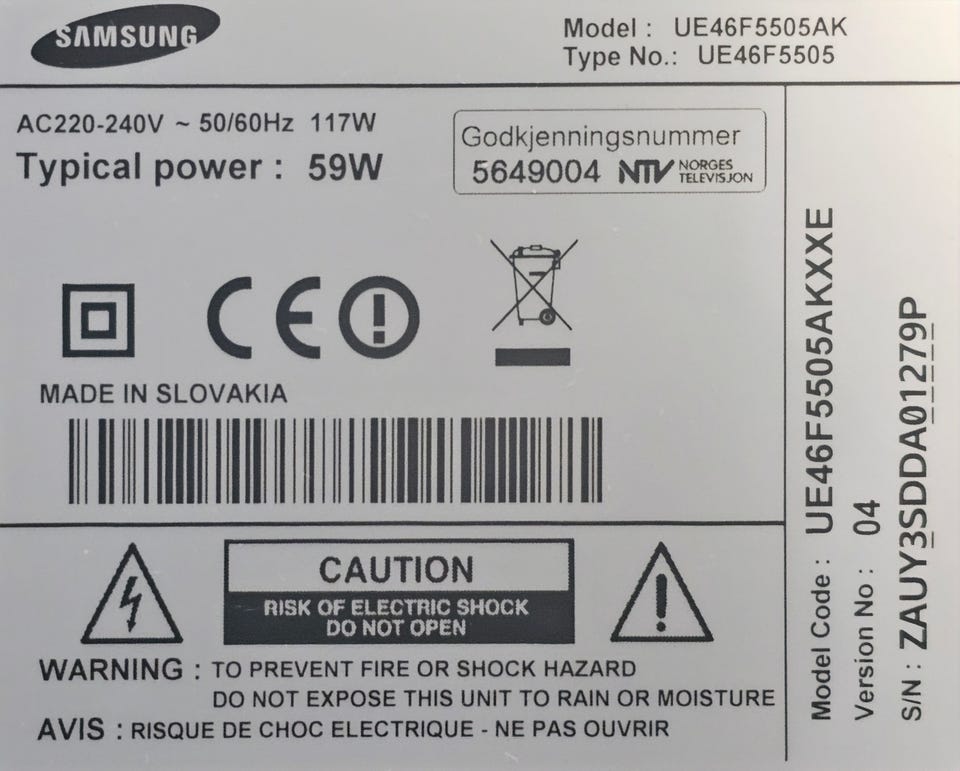 SAMSUNG
Model : UE46F5505AK
Type No.: UE46F5505
AC220-240V ~ 50/60Hz 117W
Typical power : 59W
Godkjenningsnummer
5649004 NTV NORGES TELEVISJON
CE
MADE IN SLOVAKIA
CAUTION
RISK OF ELECTRIC SHOCK
DO NOT OPEN
WARNING : TO PREVENT FIRE OR SHOCK HAZARD
DO NOT EXPOSE THIS UNIT TO RAIN OR MOISTURE
AVIS : RISQUE DE CHOC ELECTRIQUE - NE PAS OUVRIR
Model Code : UE46F5505AKXXE
Version No : 04
S/N : ZAUY3SDDA01279P